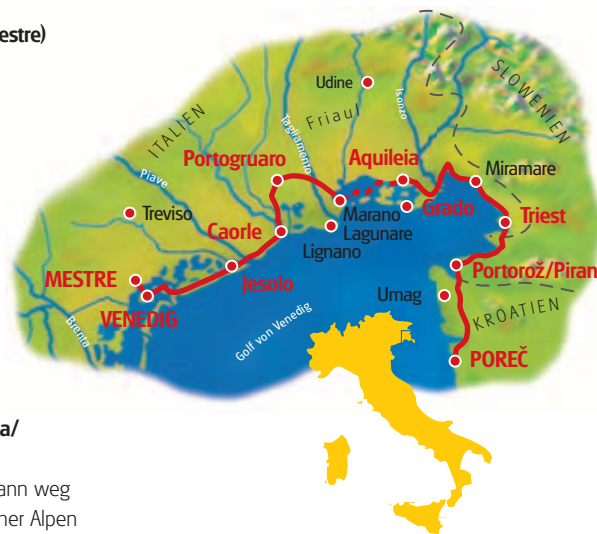 estre)
Udine
SLOWENIEN
Isonzo
Friaul
ITALIEN
Tagliamento
Portogruaro
Aquileia
Miramare
Piave
Treviso
Marano
Lagunare
Grado
Triest
Caorle
Lignano
MESTRE
Jesolo
Portorož/Piran
VENEDIG
Umag
KROATIEN
Brenta
Golf von Venedig
POREČ
a/
ann weg
ner Alpen